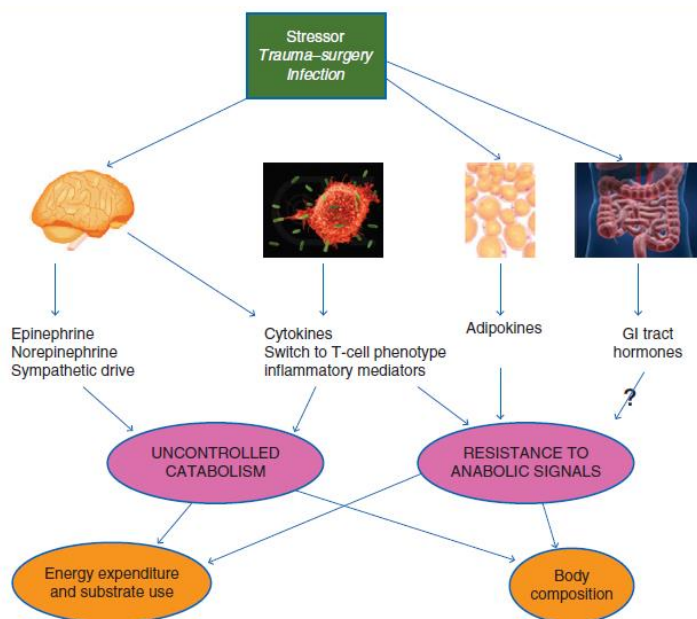 Stressor
Trauma–surgery
Infection
Epinephrine
Norepinephrine
Sympathetic drive
Cytokines
Switch to T-cell phenotype
inflammatory mediators
Adipokines
GI tract
hormones
?
UNCONTROLLED
CATABOLISM
RESISTANCE TO
ANABOLIC SIGNALS
Energy expenditure
and substrate use
Body
composition